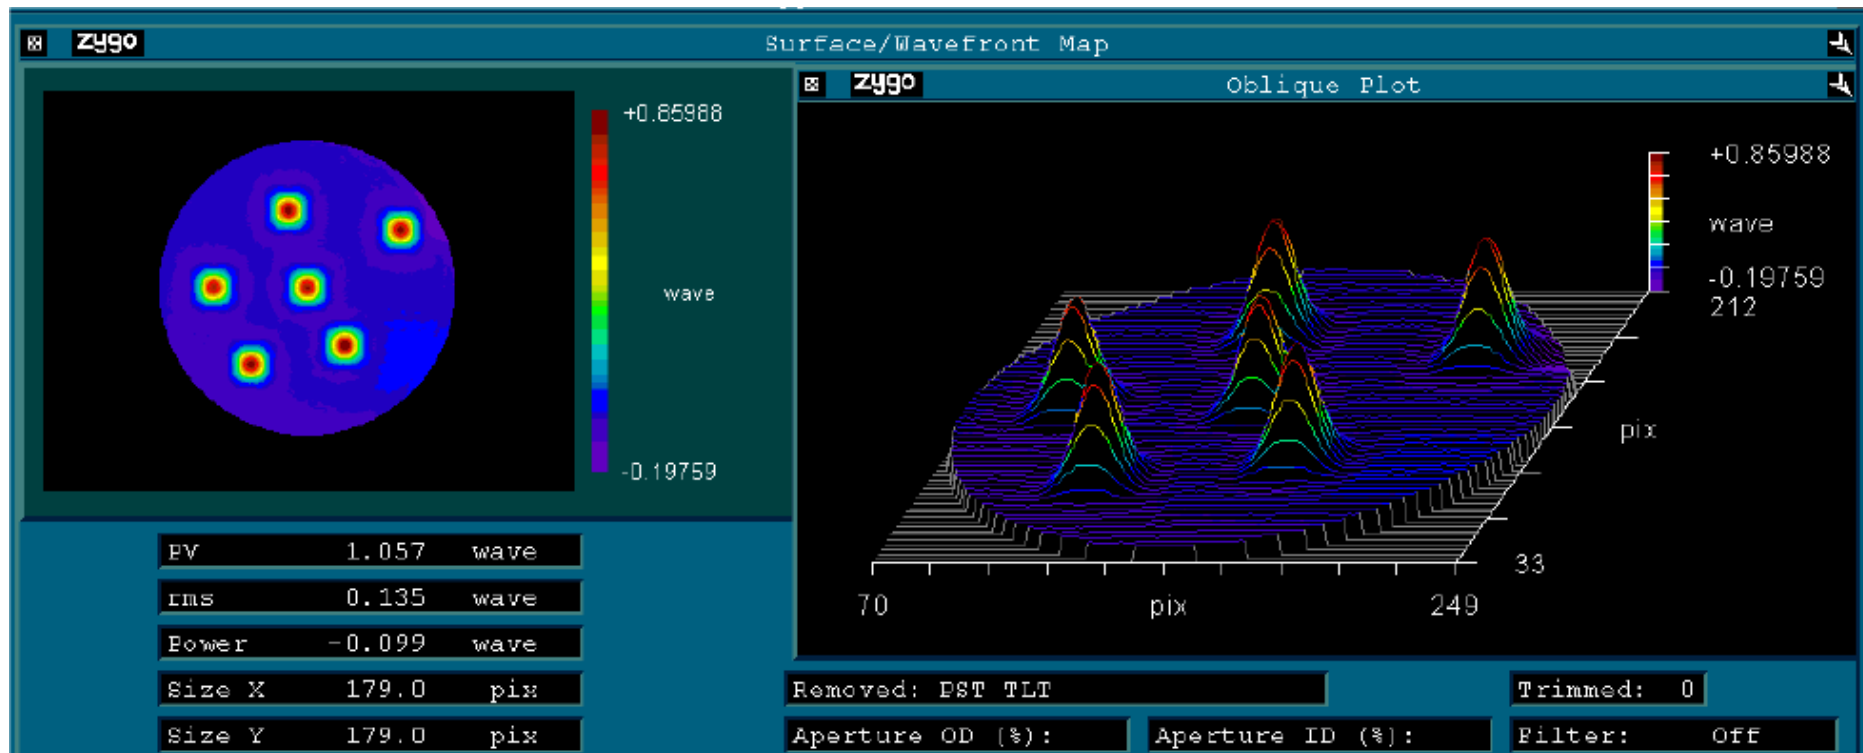 zygo
Surface/Wavefront Map
+0.85988
wave
-0.19759
zygo
Oblique Plot
+0.85988
wave
-0.19759
212
pix
33
70
pix
249
PV 1.057 wave
rms 0.135 wave
Power -0.099 wave
Size X 179.0 pix
Size Y 179.0 pix
Removed: PST TLT
Trimmed: 0
Aperture OD (%):
Aperture ID (%):
Filter: Off